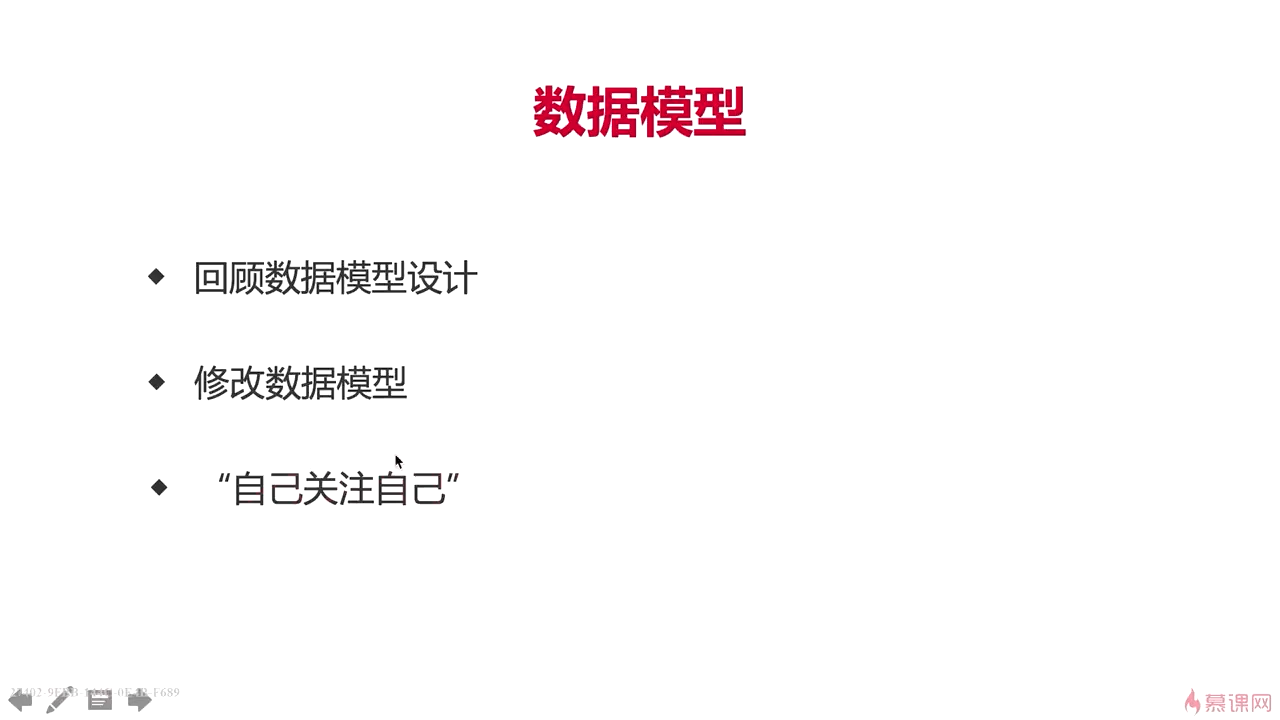 数据模型
回顾数据模型设计
修改数据模型
“自己关注自己”
慕课网